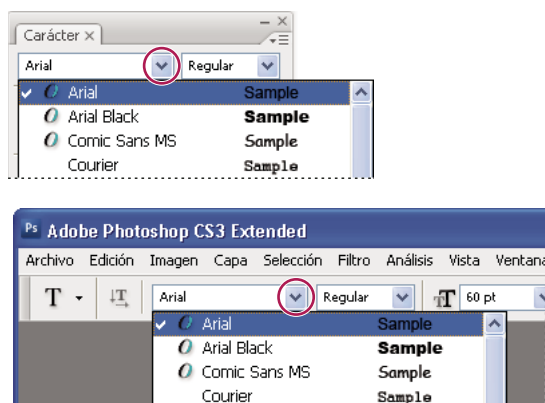 Carácter ×
Arial Regular
Arial Sample
Arial Black Sample
Comic Sans MS Sample
Courier Sample
Ps Adobe Photoshop CS3 Extended
Archivo Edición Imagen Capa Selección Filtro Análisis Vista Ventana
T T Arial Regular TT 60 pt
Arial Sample
Arial Black Sample
Comic Sans MS Sample
Courier Sample